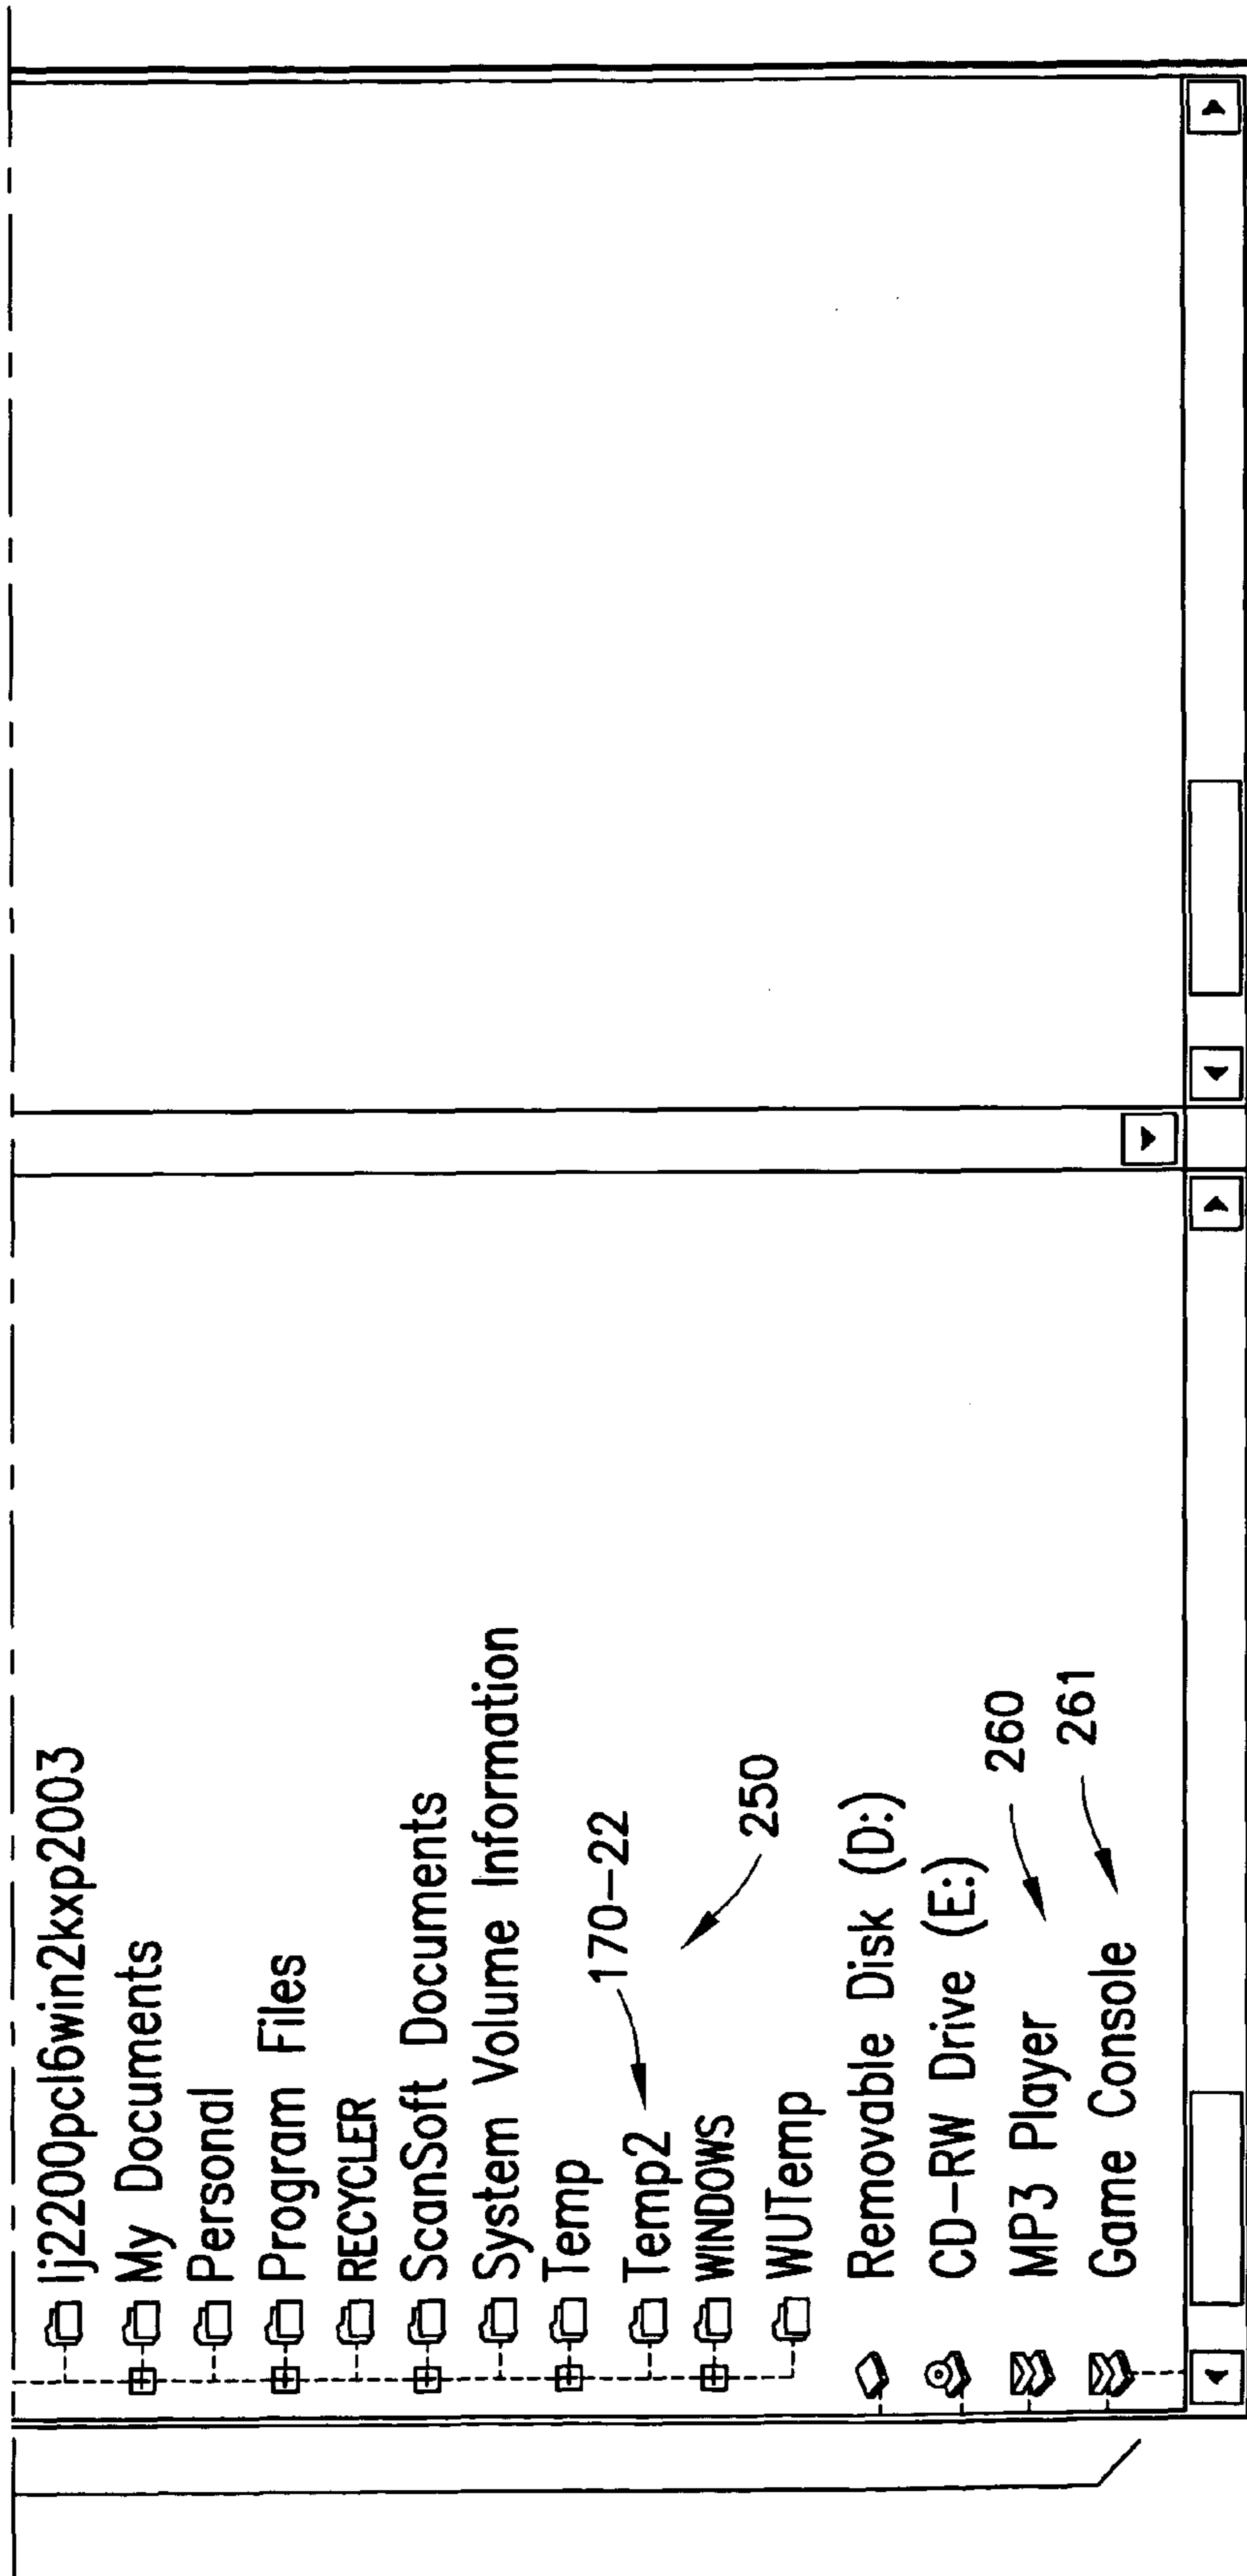 lj2200pcl6win2kxp2003
My Documents
Personal
Program Files
RECYCLER
ScanSoft Documents
System Volume Information
Temp
170-22
Temp2
250
WINDOWS
WUTemp
Removable Disk (D:)
CD-RW Drive (E:)
260
MP3 Player
261
Game Console